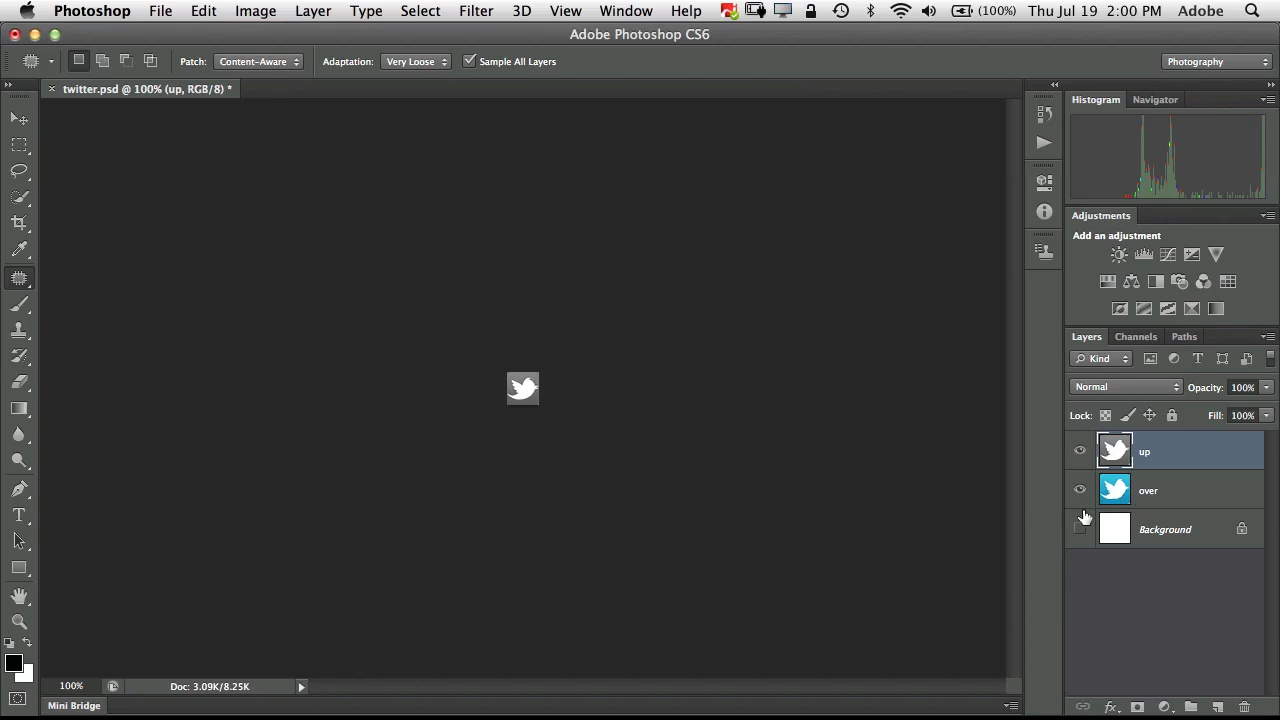 Photoshop File Edit Image Layer Type Select Filter 3D View Window Help (100%) Thu Jul 19 2:00 PM Adobe
Adobe Photoshop CS6
Patch: Content-Aware Adaptation: Very Loose Sample All Layers Photography
twitter.psd @ 100% (up, RGB/8) *
Histogram Navigator
Adjustments
Add an adjustment
Layers Channels Paths
Kind
Normal Opacity: 100%
Lock: Fill: 100%
up
over
Background
100% Doc: 3.09K/8.25K
Mini Bridge